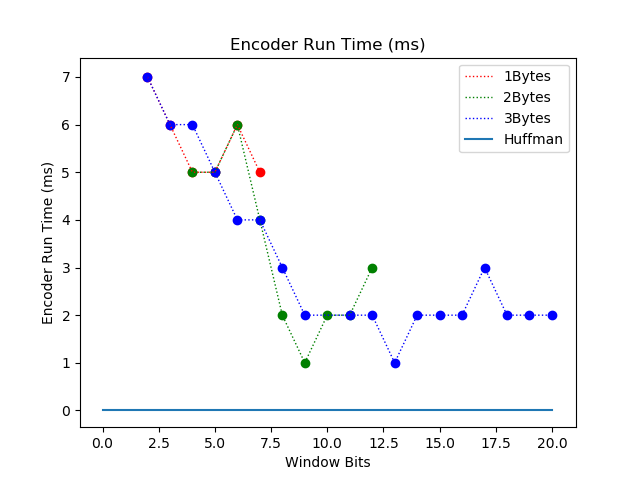 Encoder Run Time (ms)
1Bytes
2Bytes
3Bytes
Huffman
Encoder Run Time (ms)
7
6
5
4
3
2
1
0
0.0 2.5 5.0 7.5 10.0 12.5 15.0 17.5 20.0
Window Bits